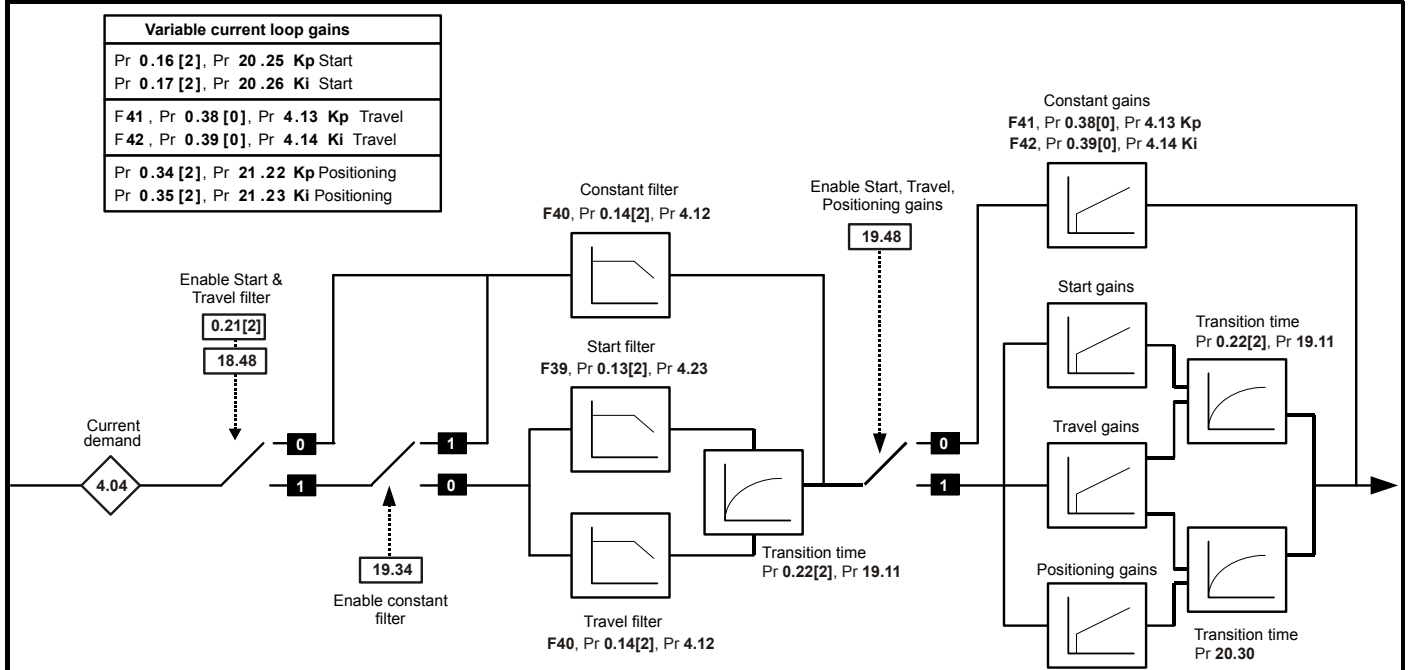 Variable current loop gains
Pr 0.16 [2], Pr 20.25 Kp Start
Pr 0.17 [2], Pr 20.26 Ki Start
F41, Pr 0.38 [0], Pr 4.13 Kp Travel
F42, Pr 0.39 [0], Pr 4.14 Ki Travel
Pr 0.34 [2], Pr 21.22 Kp Positioning
Pr 0.35 [2], Pr 21.23 Ki Positioning
Current
demand
4.04
Enable Start &
Travel filter
0.21[2]
18.48
0
1
1
0
19.34
Enable constant
filter
Constant filter
F40, Pr 0.14[2], Pr 4.12
Start filter
F39, Pr 0.13[2], Pr 4.23
Travel filter
F40, Pr 0.14[2], Pr 4.12
Transition time
Pr 0.22[2], Pr 19.11
Enable Start, Travel,
Positioning gains
19.48
0
1
Constant gains
F41, Pr 0.38[0], Pr 4.13 Kp
F42, Pr 0.39[0], Pr 4.14 Ki
Start gains
Travel gains
Positioning gains
Transition time
Pr 0.22[2], Pr 19.11
Transition time
Pr 20.30